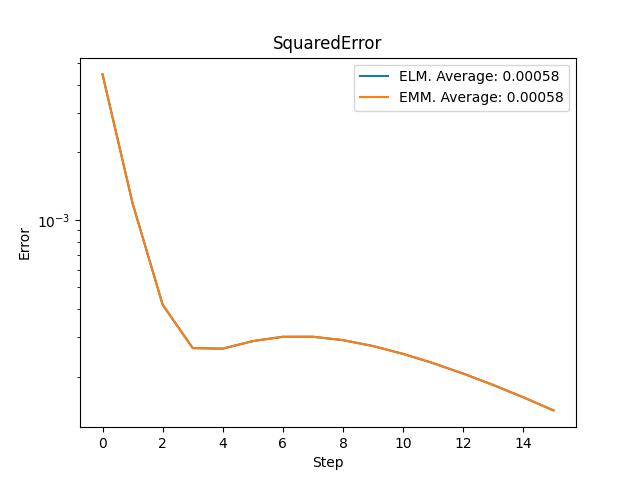 SquaredError
ELM. Average: 0.00058
EMM. Average: 0.00058
Error
10⁻³
0 2 4 6 8 10 12 14
Step